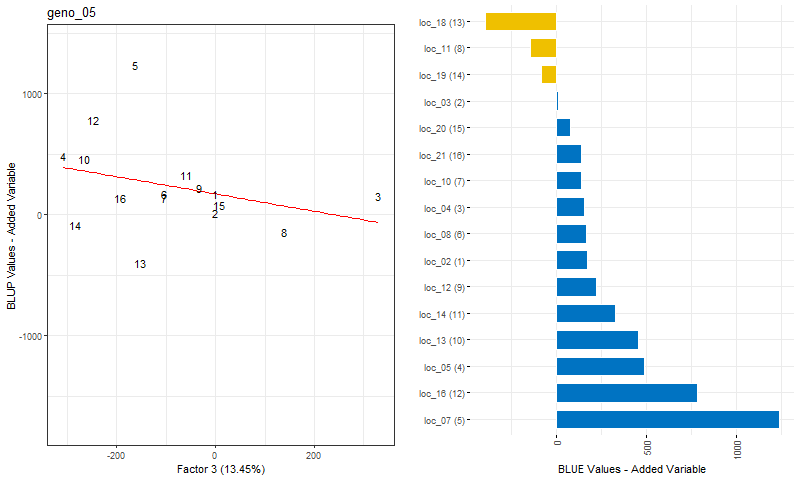 geno_05
BLUP Values - Added Variable
1000
0
-1000
5
12
4
10
11
9
6
7
16
1
15
2
3
14
8
13
-200
0
200
Factor 3 (13.45%)
loc_18 (13)
loc_11 (8)
loc_19 (14)
loc_03 (2)
loc_20 (15)
loc_21 (16)
loc_10 (7)
loc_04 (3)
loc_08 (6)
loc_02 (1)
loc_12 (9)
loc_14 (11)
loc_13 (10)
loc_05 (4)
loc_16 (12)
loc_07 (5)
0
500
1000
BLUE Values - Added Variable